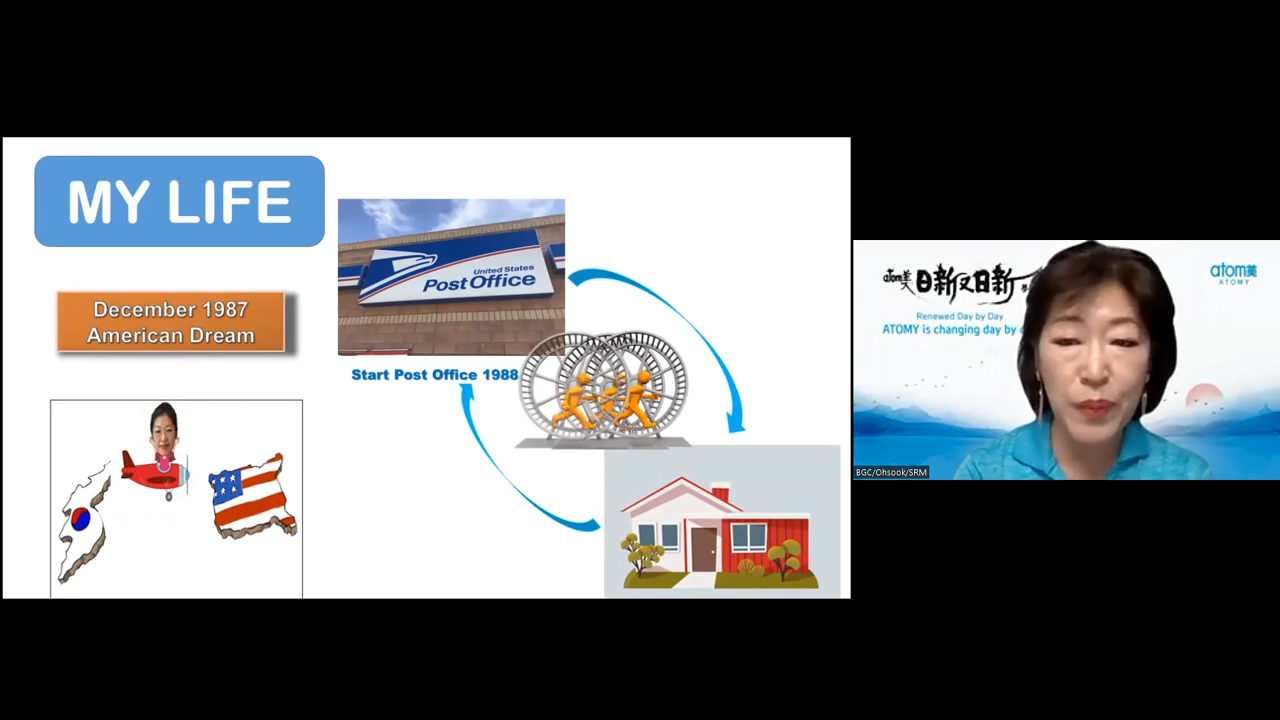 MY LIFE
December 1987
American Dream
United States
Post Office
Start Post Office 1988
atom美 日新又日新
Renewed Day by Day
ATOMY is changing day by
atom美
ATOMY
BGC/Ohsook/SRM